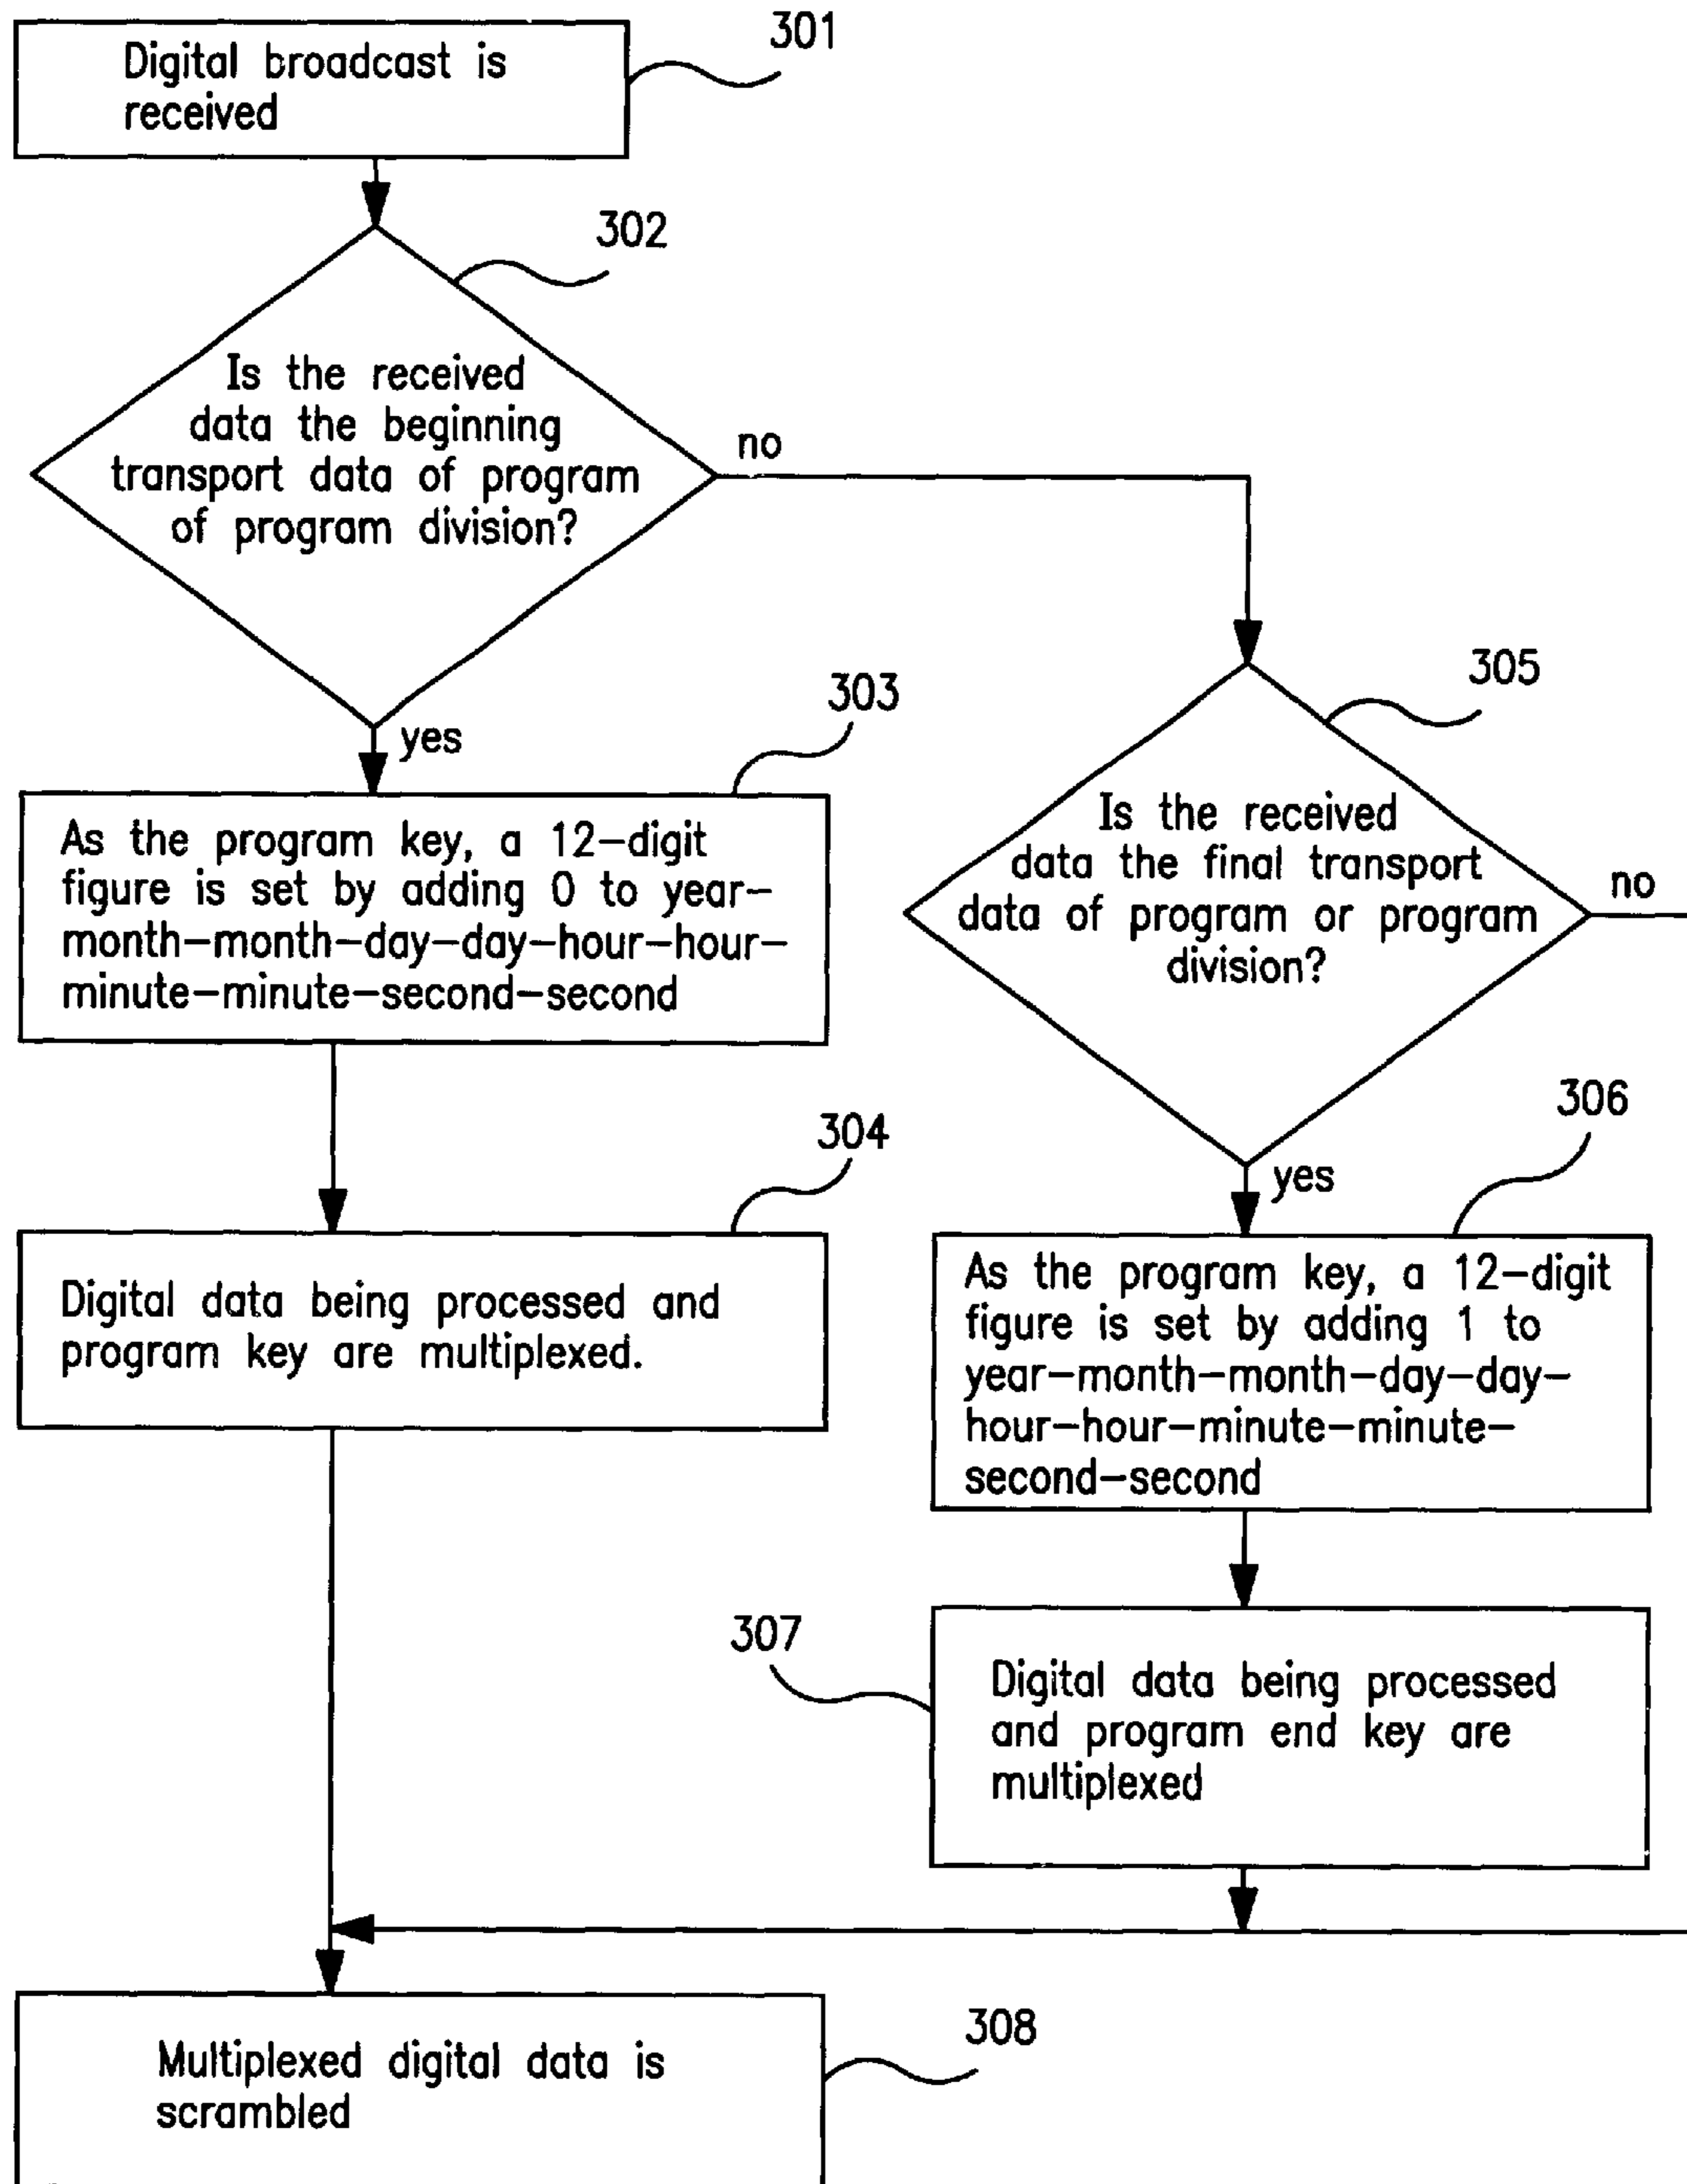 301
Digital broadcast is
received
302
Is the received
data the beginning
transport data of program
of program division?
no
yes
303
As the program key, a 12-digit
figure is set by adding 0 to year-
month-month-day-day-hour-hour-
minute-minute-second-second
304
Digital data being processed and
program key are multiplexed.
305
Is the received
data the final transport
data of program or program
division?
no
yes
306
As the program key, a 12-digit
figure is set by adding 1 to
year-month-month-day-day-
hour-hour-minute-minute-
second-second
307
Digital data being processed
and program end key are
multiplexed
308
Multiplexed digital data is
scrambled